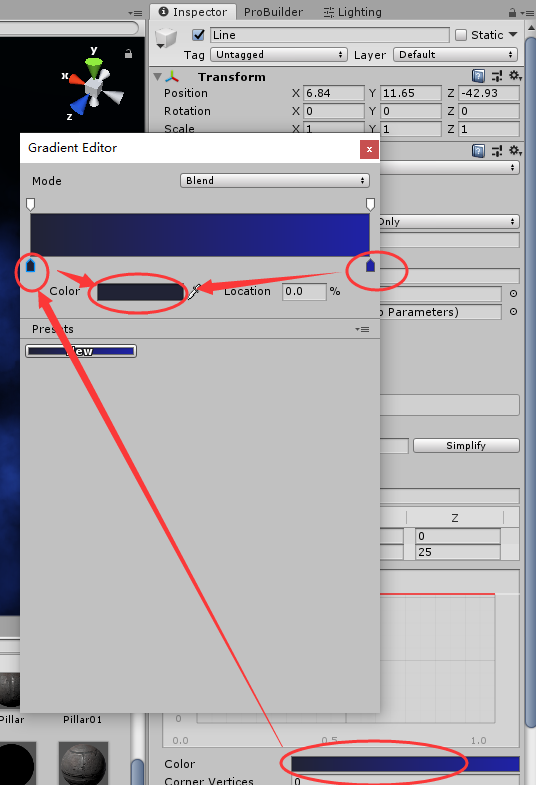 Inspector ProBuilder Lighting
Line Static
Tag Untagged Layer Default
Transform
Position X 6.84 Y 11.65 Z -42.93
Rotation X 0 Y 0 Z 0
Scale X 1 Y 1 Z 1
y
x
z
Gradient Editor x
Mode Blend
Only
Color Location 0.0 %
Parameters)
Presets
New
Simplify
Z
0
25
0
0.0 0.5 1.0
Pillar Pillar01
Color
Corner Vertices 0